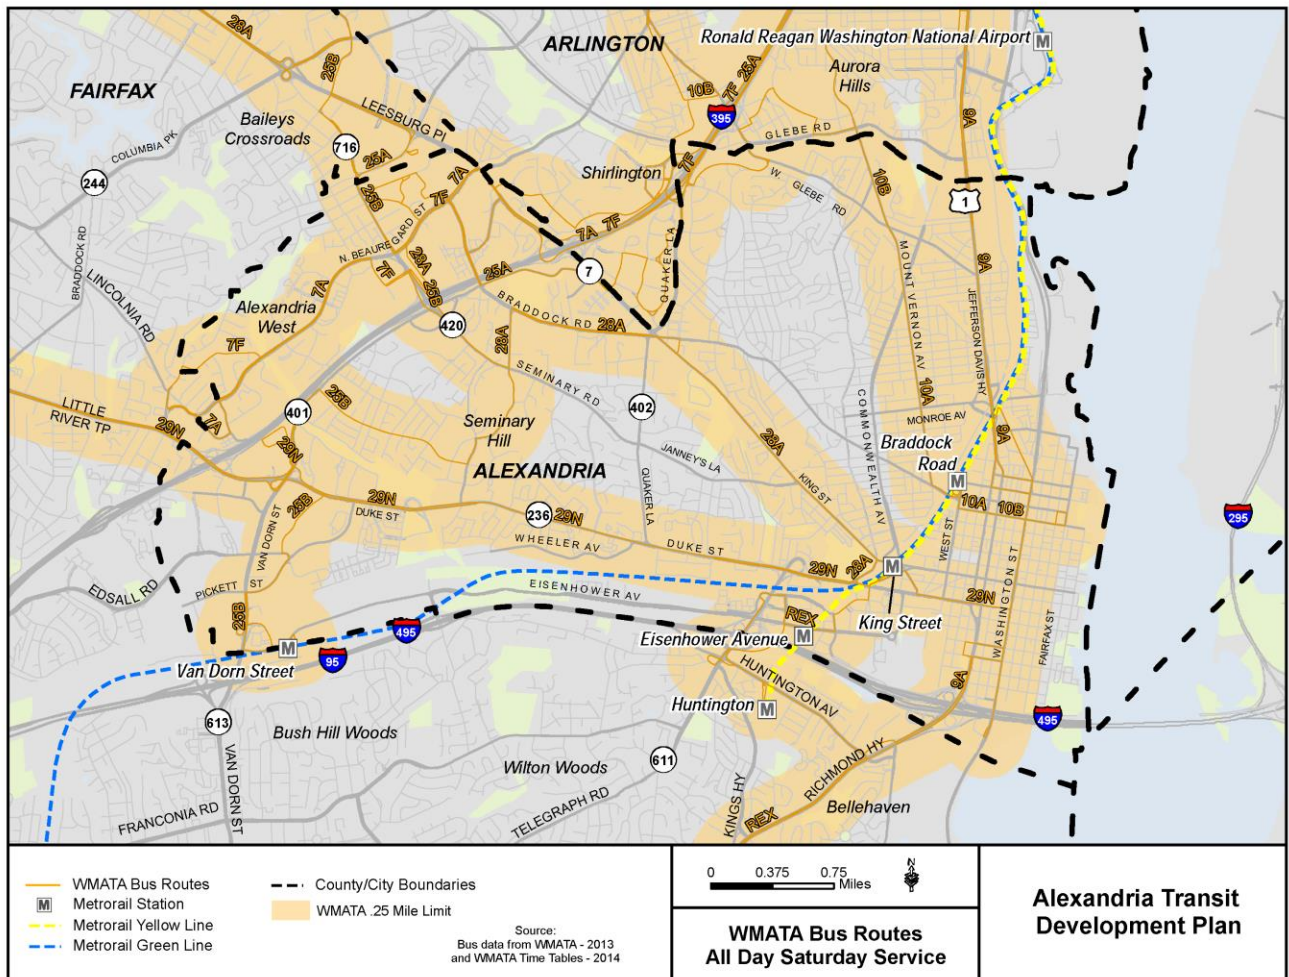 28A
25B
ARLINGTON
Ronald Reagan Washington National Airport
M
Aurora
Hills
FAIRFAX
LEESBURG PI
10B
7F
25A
395
9A
Baileys
Crossroads
COLUMBIA PK
716
25A
GLEBE RD
244
7A
Shirlington
7F
W. GLEBE RD
10B
25B
7F
1
N. BEAUREGARD ST
7A
7F
BRADDOCK RD
LINCOLNIA RD
7F
28A
25B
25A
7
QUAKER LA
MOUNT VERNON AV
9A
7A
Alexandria
West
BRADDOCK RD
28A
JEFFERSON DAVIS HY
420
28A
7F
SEMINARY RD
10A
LITTLE
RIVER TP
29N
7A
401
25B
402
COMMONWEALTH AV
MONROE AV
Seminary
Hill
28A
9A
Braddock
Road
29N
JANNEY'S LA
ALEXANDRIA
KING ST
M
QUAKER LA
10A
10B
29N
25B
DUKE ST
236
29N
295
VAN DORN ST
WHEELER AV
DUKE ST
WEST ST
EDSALL RD
PICKETT ST
29N
28A
M
EISENHOWER AV
29N
WASHINGTON ST
25B
REX
King Street
FAIRFAX ST
495
Eisenhower Avenue
M
M
95
Van Dorn Street
HUNTINGTON AV
9A
Huntington
M
495
613
Bush Hill Woods
RICHMOND HY
611
Wilton Woods
VAN DORN ST
KINGS HY
TELEGRAPH RD
Bellehaven
FRANCONIA RD
REX
WMATA Bus Routes
M
Metrorail Station
Metrorail Yellow Line
Metrorail Green Line
County/City Boundaries
WMATA .25 Mile Limit
Source:
Bus data from WMATA - 2013
and WMATA Time Tables - 2014
N
0 0.375 0.75
Miles
WMATA Bus Routes
All Day Saturday Service
Alexandria Transit
Development Plan